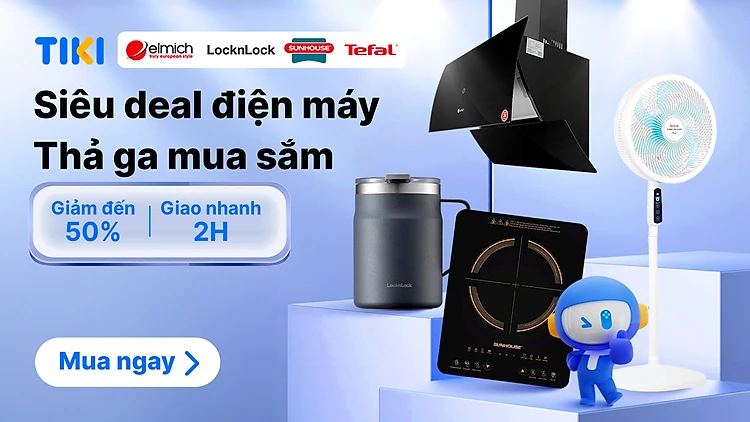 TIKI
elmich
truly european style
LocknLock
SUNHOUSE
Tefal
Siêu deal điện máy
Thả ga mua sắm
Giảm đến
50%
Giao nhanh
2H
Mua ngay
LocknLock
SUNHOUSE
Tefal